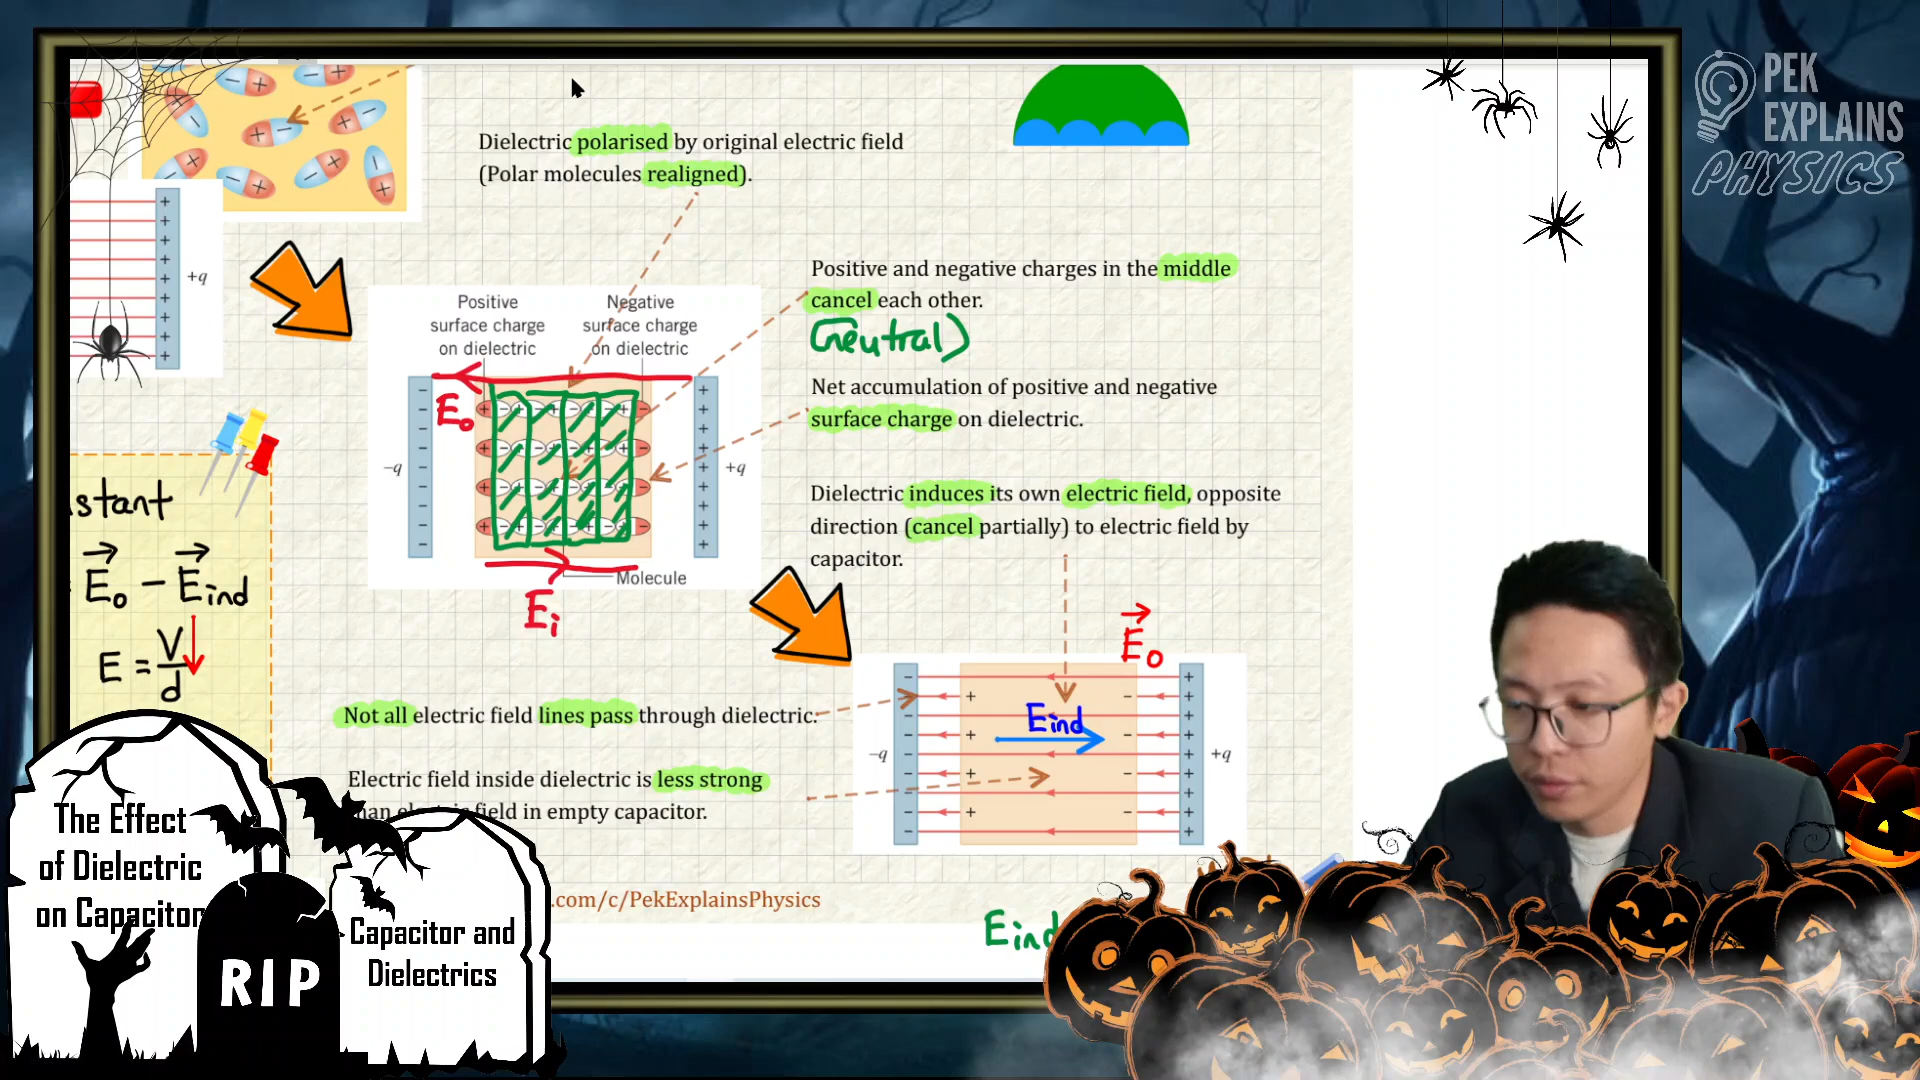 PEK
EXPLAINS
PHYSICS
Dielectric polarised by original electric field
(Polar molecules realigned).
+q
Positive and negative charges in the middle
cancel each other.
(neutral)
Positive
surface charge
on dielectric
Negative
surface charge
on dielectric
Net accumulation of positive and negative
surface charge on dielectric.
E₀
-q
+q
Dielectric induces its own electric field, opposite
direction (cancel partially) to electric field by
capacitor.
Molecule
Ei
stant
E₀ - Eind
E = V/d
E₀
Not all electric field lines pass through dielectric.
Eind
-q
+q
Electric field inside dielectric is less strong
field in empty capacitor.
.com/c/PekExplainsPhysics
Eind
The Effect
of Dielectric
on Capacitor
RIP
Capacitor and
Dielectrics